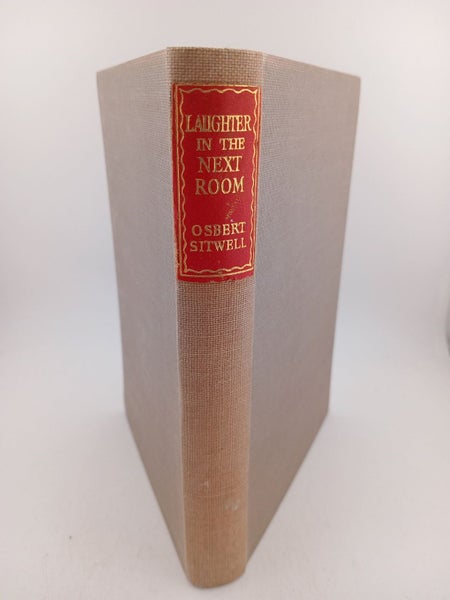 LAUGHTER
IN THE
NEXT
ROOM
OSBERT
SITWELL